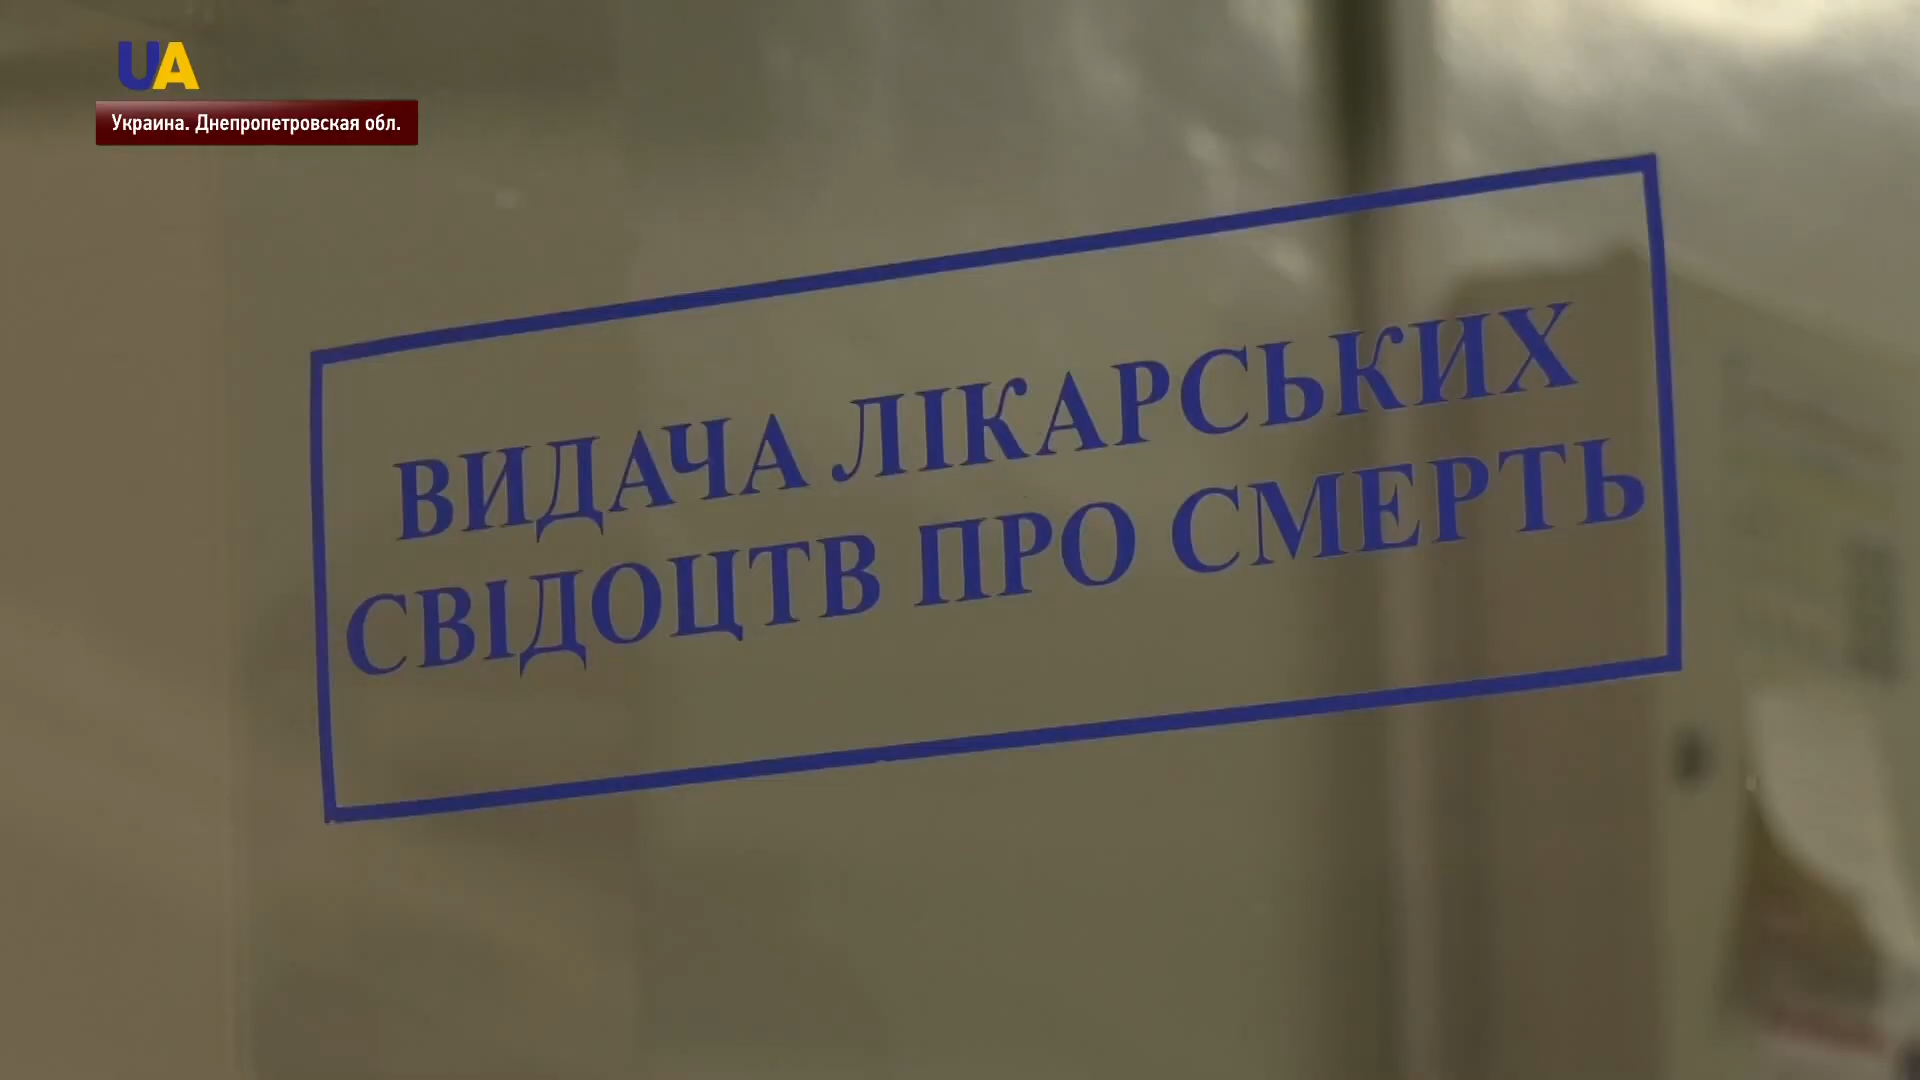 UA
Украина. Днепропетровская обл.
ВИДАЧА ЛІКАРСЬКИХ
СВІДОЦТВ ПРО СМЕРТЬ